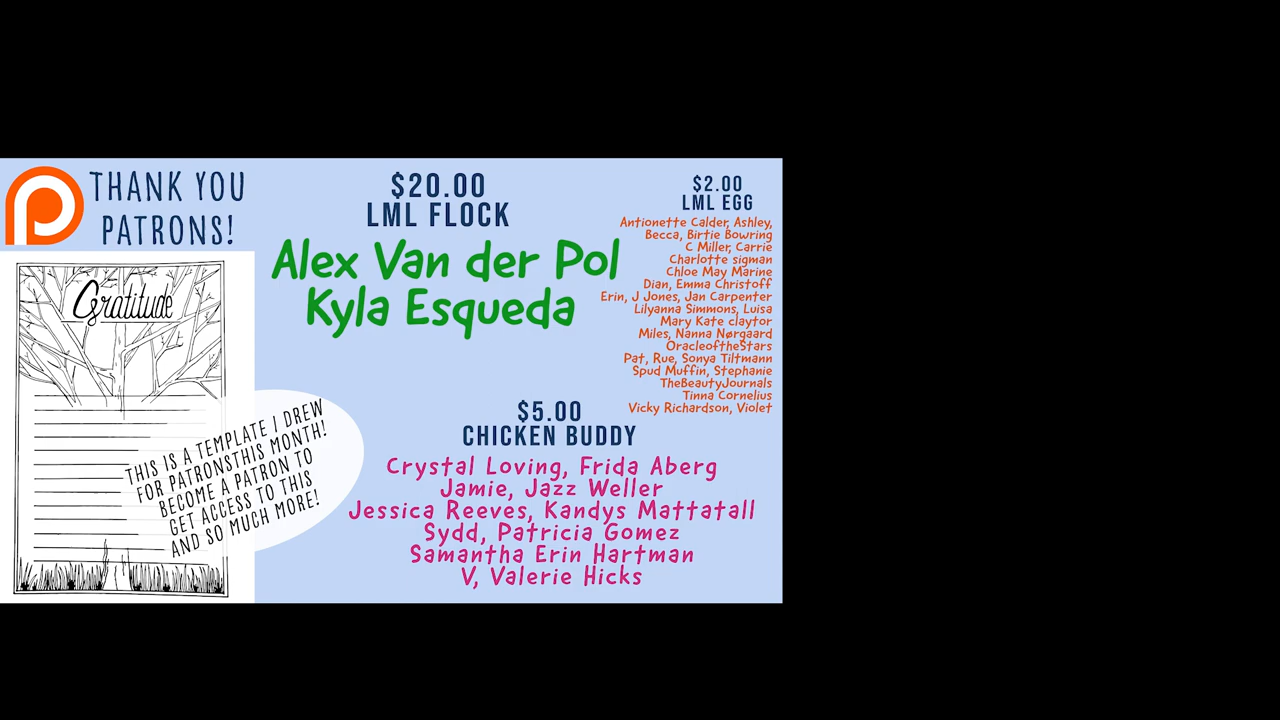 THANK YOU
PATRONS!
Gratitude
THIS IS A TEMPLATE I DREW
FOR PATRONSTHIS MONTH!
BECOME A PATRON TO
GET ACCESS TO THIS
AND SO MUCH MORE!
$20.00
LML FLOCK
Alex Van der Pol
Kyla Esqueda
$2.00
LML EGG
Antionette Calder, Ashley,
Becca, Birtie Bowring
C Miller, Carrie
Charlotte sigman
Chloe May Marine
Dian, Emma Christoff
Erin, J Jones, Jan Carpenter
Lilyanna Simmons, Luisa
Mary Kate claytor
Miles, Nanna Nørgaard
OracleoftheStars
Pat, Rue, Sonya Tiltmann
Spud Muffin, Stephanie
TheBeautyJournals
Tinna Cornelius
Vicky Richardson, Violet
$5.00
CHICKEN BUDDY
Crystal Loving, Frida Aberg
Jamie, Jazz Weller
Jessica Reeves, Kandys Mattatall
Sydd, Patricia Gomez
Samantha Erin Hartman
V, Valerie Hicks